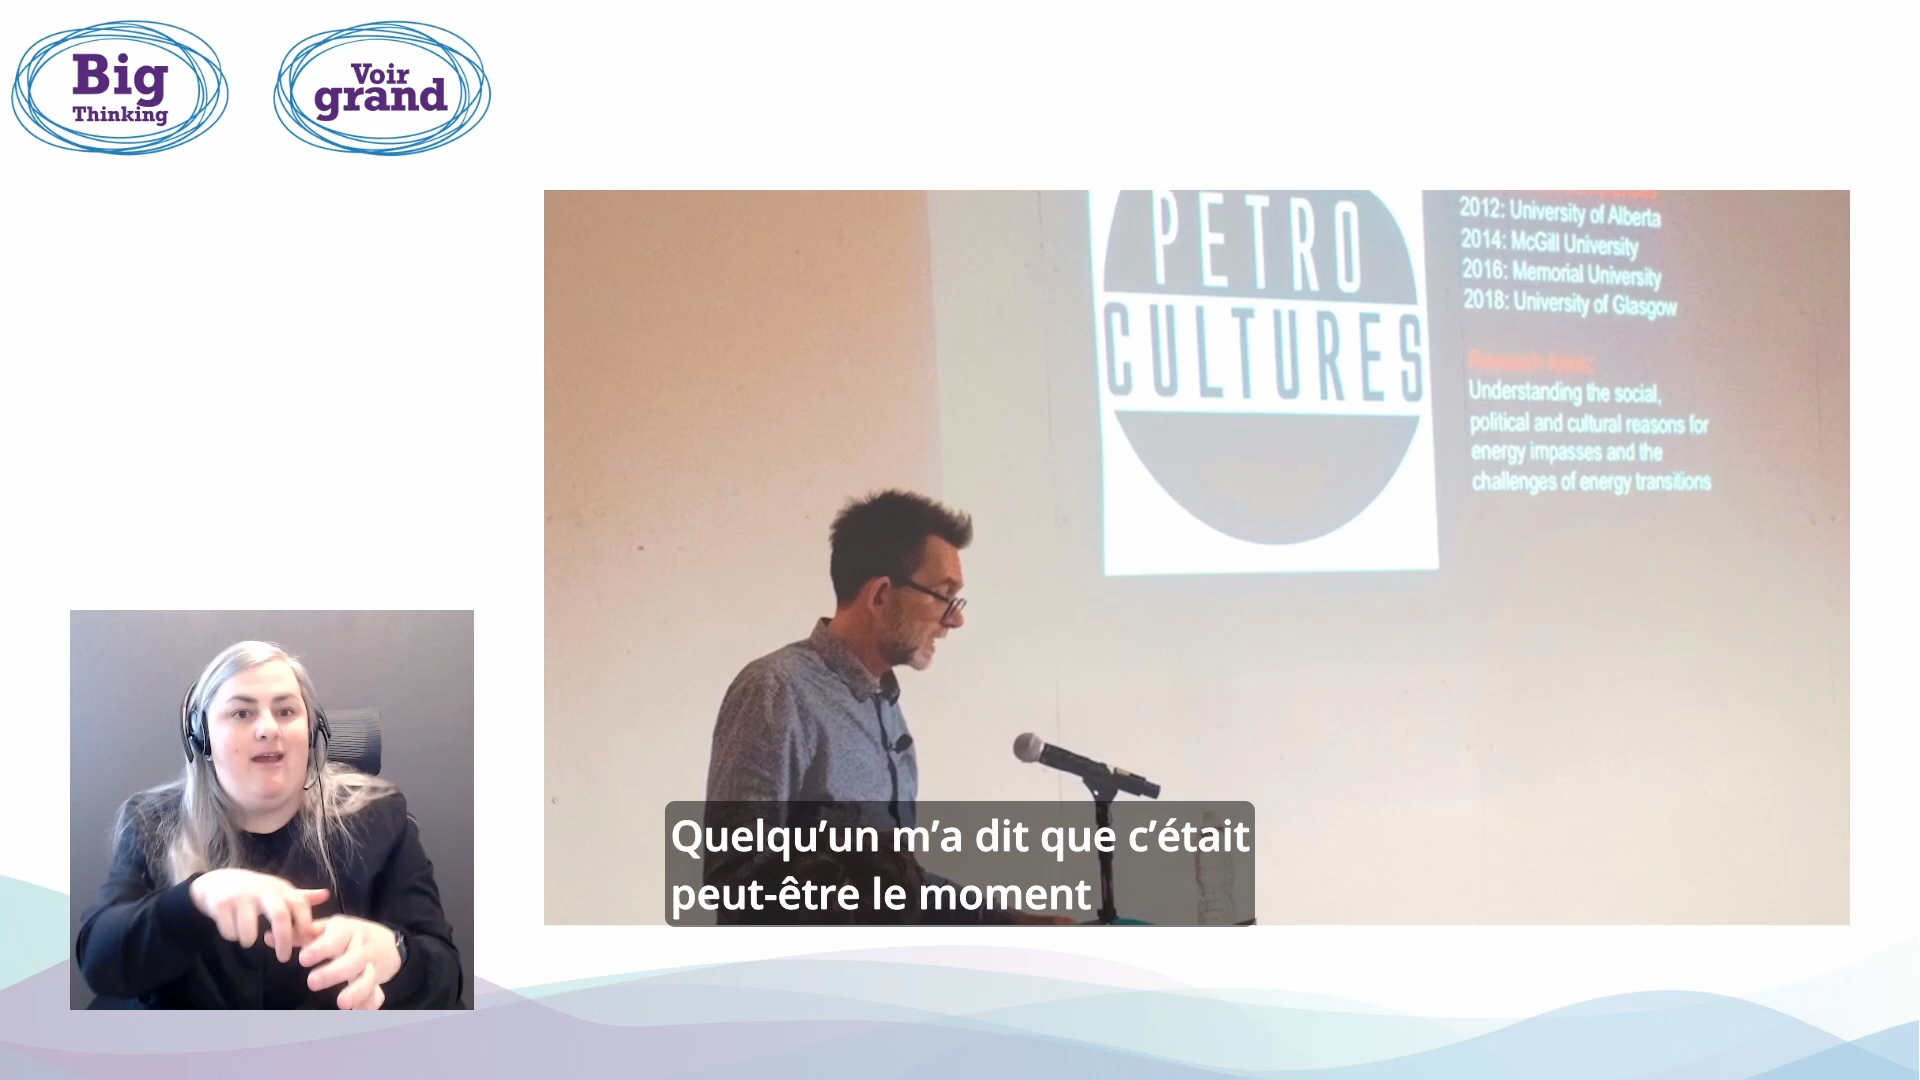 Big
Thinking
Voir
grand
PETRO
CULTURES
2012: University of Alberta
2014: McGill University
2016: Memorial University
2018: University of Glasgow
Research focus:
Understanding the social,
political and cultural reasons for
energy impasses and the
challenges of energy transitions
Quelqu’un m’a dit que c’était
peut-être le moment